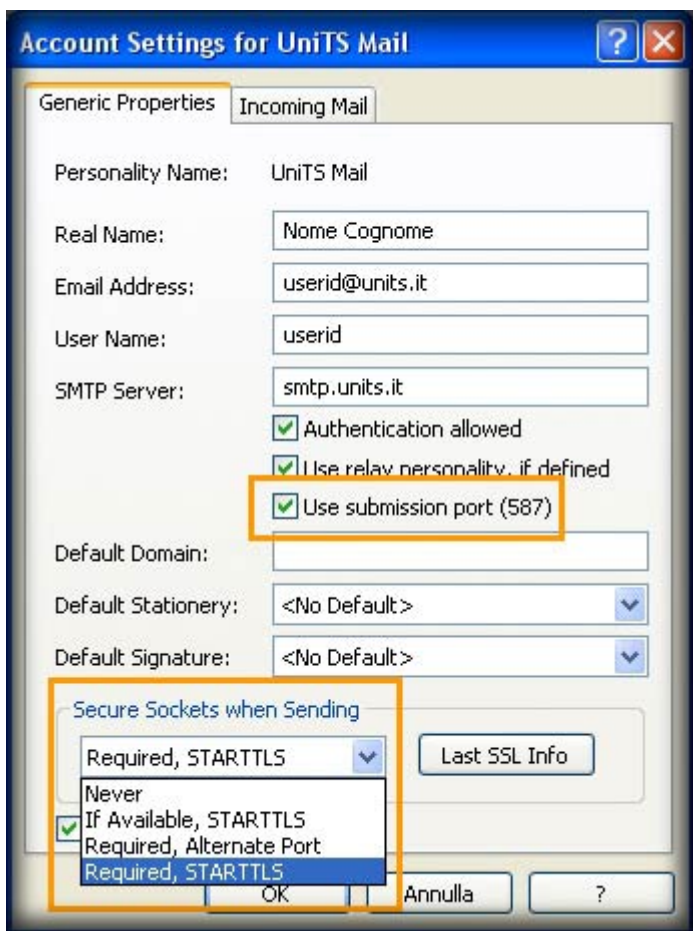 Account Settings for UniTS Mail
Generic Properties
Incoming Mail
Personality Name: UniTS Mail
Real Name: Nome Cognome
Email Address: userid@units.it
User Name: userid
SMTP Server: smtp.units.it
Authentication allowed
Use relay personality, if defined
Use submission port (587)
Default Domain:
Default Stationery: <No Default>
Default Signature: <No Default>
Secure Sockets when Sending
Required, STARTTLS
Last SSL Info
Never
If Available, STARTTLS
Required, Alternate Port
Required, STARTTLS
OK
Annulla
?